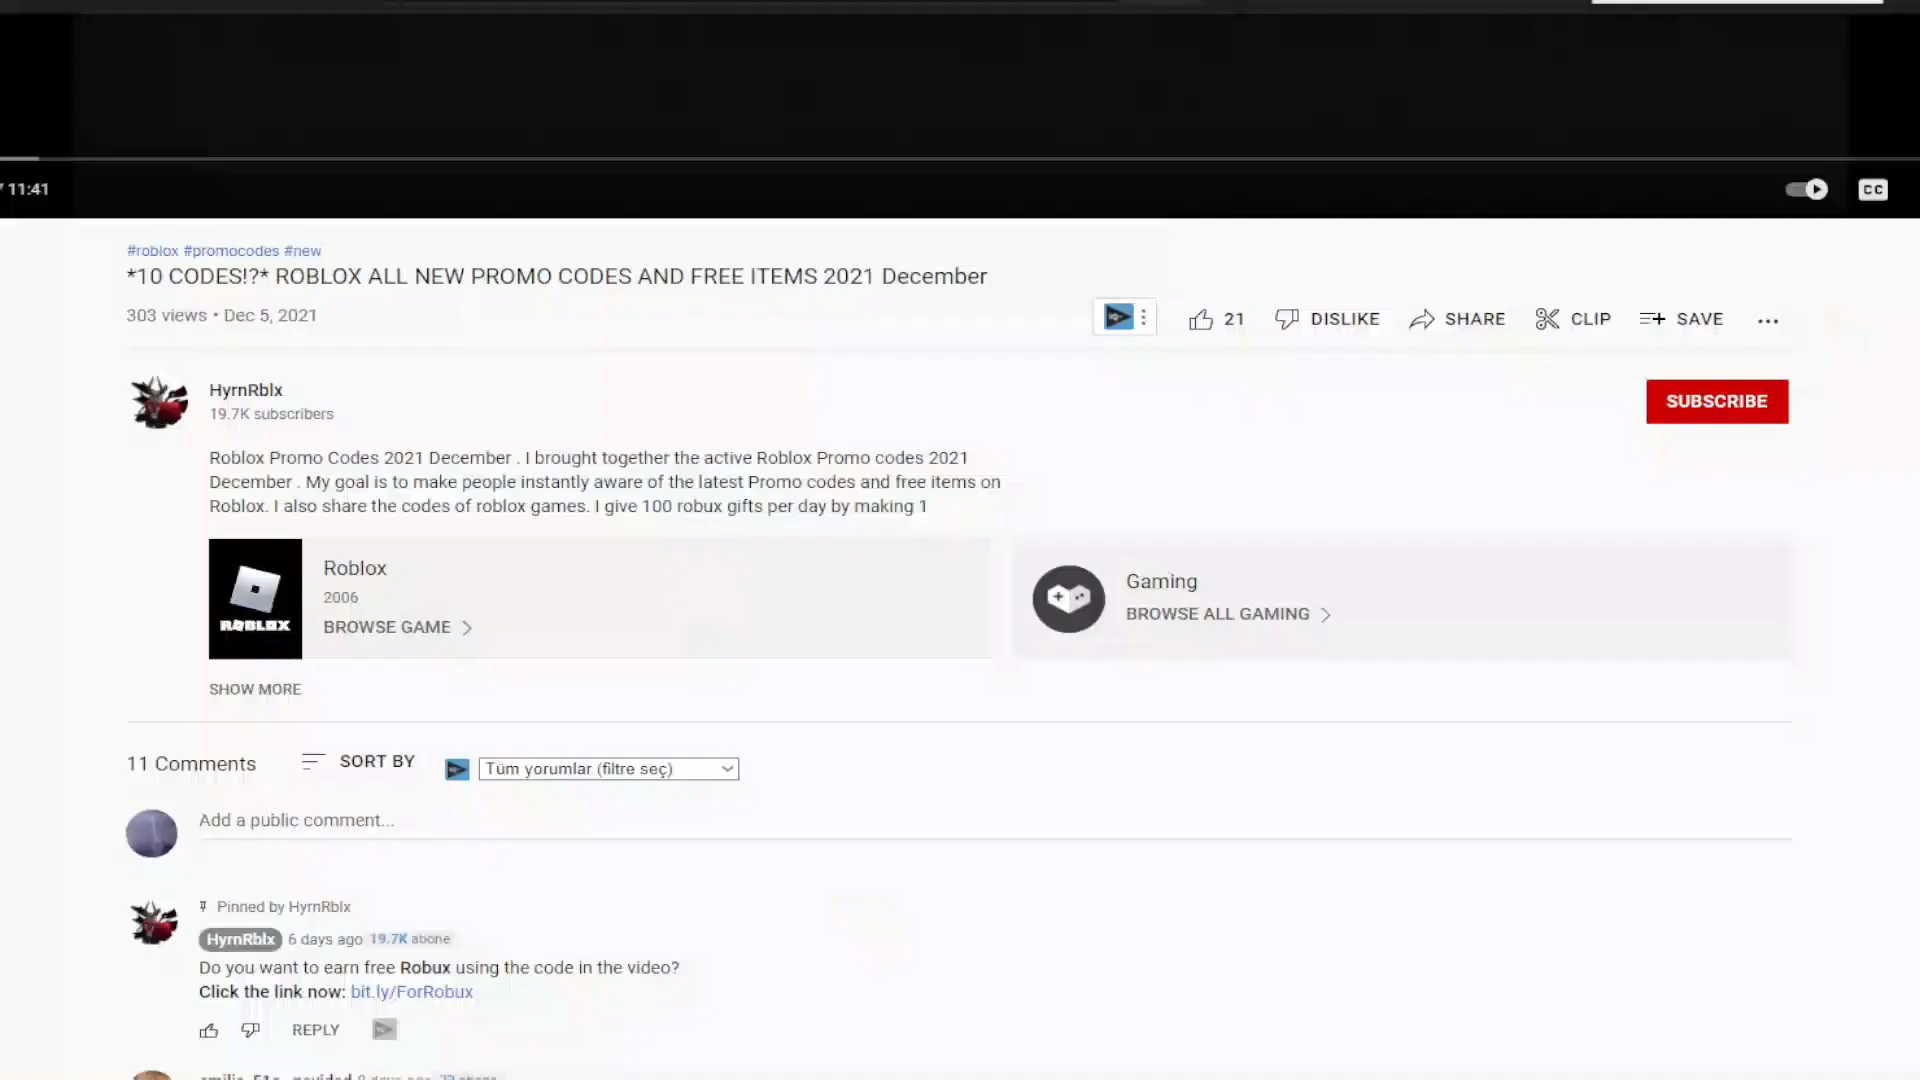 / 11:41
CC
#roblox #promocodes #new
*10 CODES!?* ROBLOX ALL NEW PROMO CODES AND FREE ITEMS 2021 December
303 views • Dec 5, 2021
21 DISLIKE SHARE CLIP SAVE
HyrnRblx
19.7K subscribers
SUBSCRIBE
Roblox Promo Codes 2021 December . I brought together the active Roblox Promo codes 2021
December . My goal is to make people instantly aware of the latest Promo codes and free items on
Roblox. I also share the codes of roblox games. I give 100 robux gifts per day by making 1
ROBLOX
Roblox
2006
BROWSE GAME
Gaming
BROWSE ALL GAMING
SHOW MORE
11 Comments SORT BY Tüm yorumlar (filtre seç)
Add a public comment...
Pinned by HyrnRblx
HyrnRblx 6 days ago 19.7K abone
Do you want to earn free Robux using the code in the video?
Click the link now: bit.ly/ForRobux
REPLY